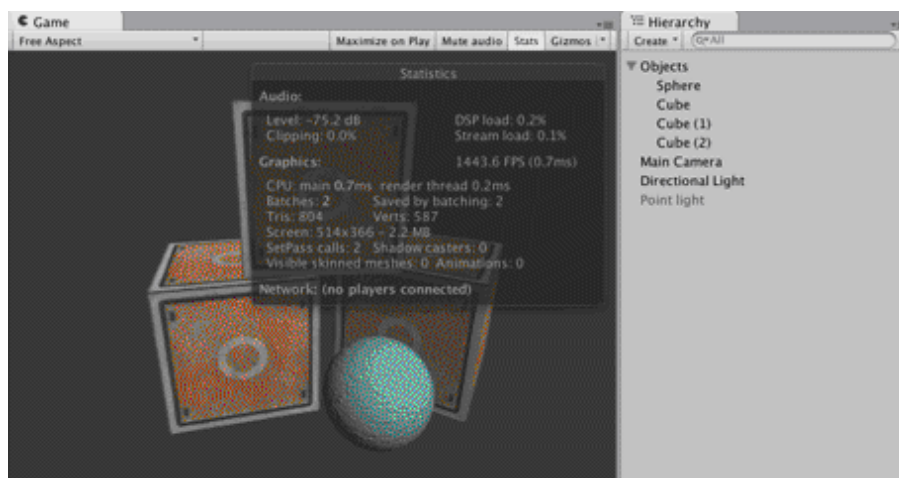 Game
Free Aspect
Maximize on Play Mute audio Stats Gizmos
Statistics
Audio:
Level: -75.2 dB DSP load: 0.2%
Clipping: 0.0% Stream load: 0.1%
Graphics: 1443.6 FPS (0.7ms)
CPU: main 0.7ms render thread 0.2ms
Batches: 2 Saved by batching: 2
Tris: 804 Verts: 587
Screen: 514x366 - 2.2 MB
SetPass calls: 2 Shadow casters: 0
Visible skinned meshes: 0 Animations: 0
Network: (no players connected)
Hierarchy
Create All
Objects
Sphere
Cube
Cube (1)
Cube (2)
Main Camera
Directional Light
Point light